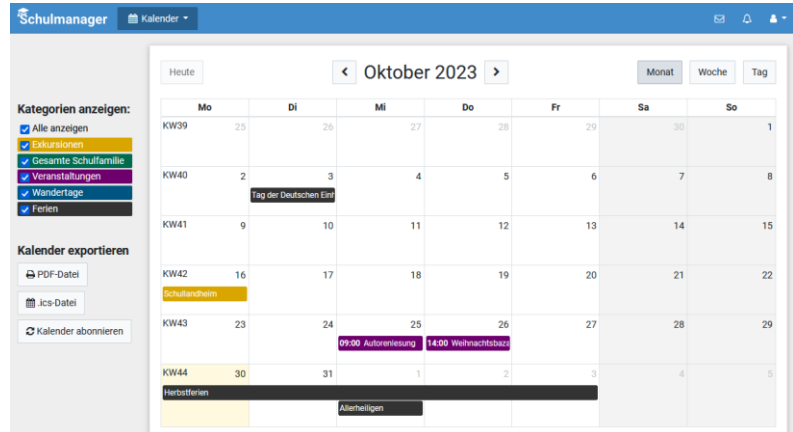 Schulmanager Kalender
Heute Oktober 2023 Monat Woche Tag
Kategorien anzeigen:
Alle anzeigen
Exkursionen
Gesamte Schulfamilie
Veranstaltungen
Wandertage
Ferien
Kalender exportieren
PDF-Datei
.ics-Datei
Kalender abonnieren
Mo Di Mi Do Fr Sa So
KW39 25 26 27 28 29 30 1
KW40 2 3 4 5 6 7 8
Tag der Deutschen Einh
KW41 9 10 11 12 13 14 15
KW42 16 17 18 19 20 21 22
Schullandheim
KW43 23 24 25 26 27 28 29
09:00 Autorenlesung 14:00 Weihnachtsbaza
KW44 30 31 1 2 3 4 5
Herbstferien
Allerheiligen